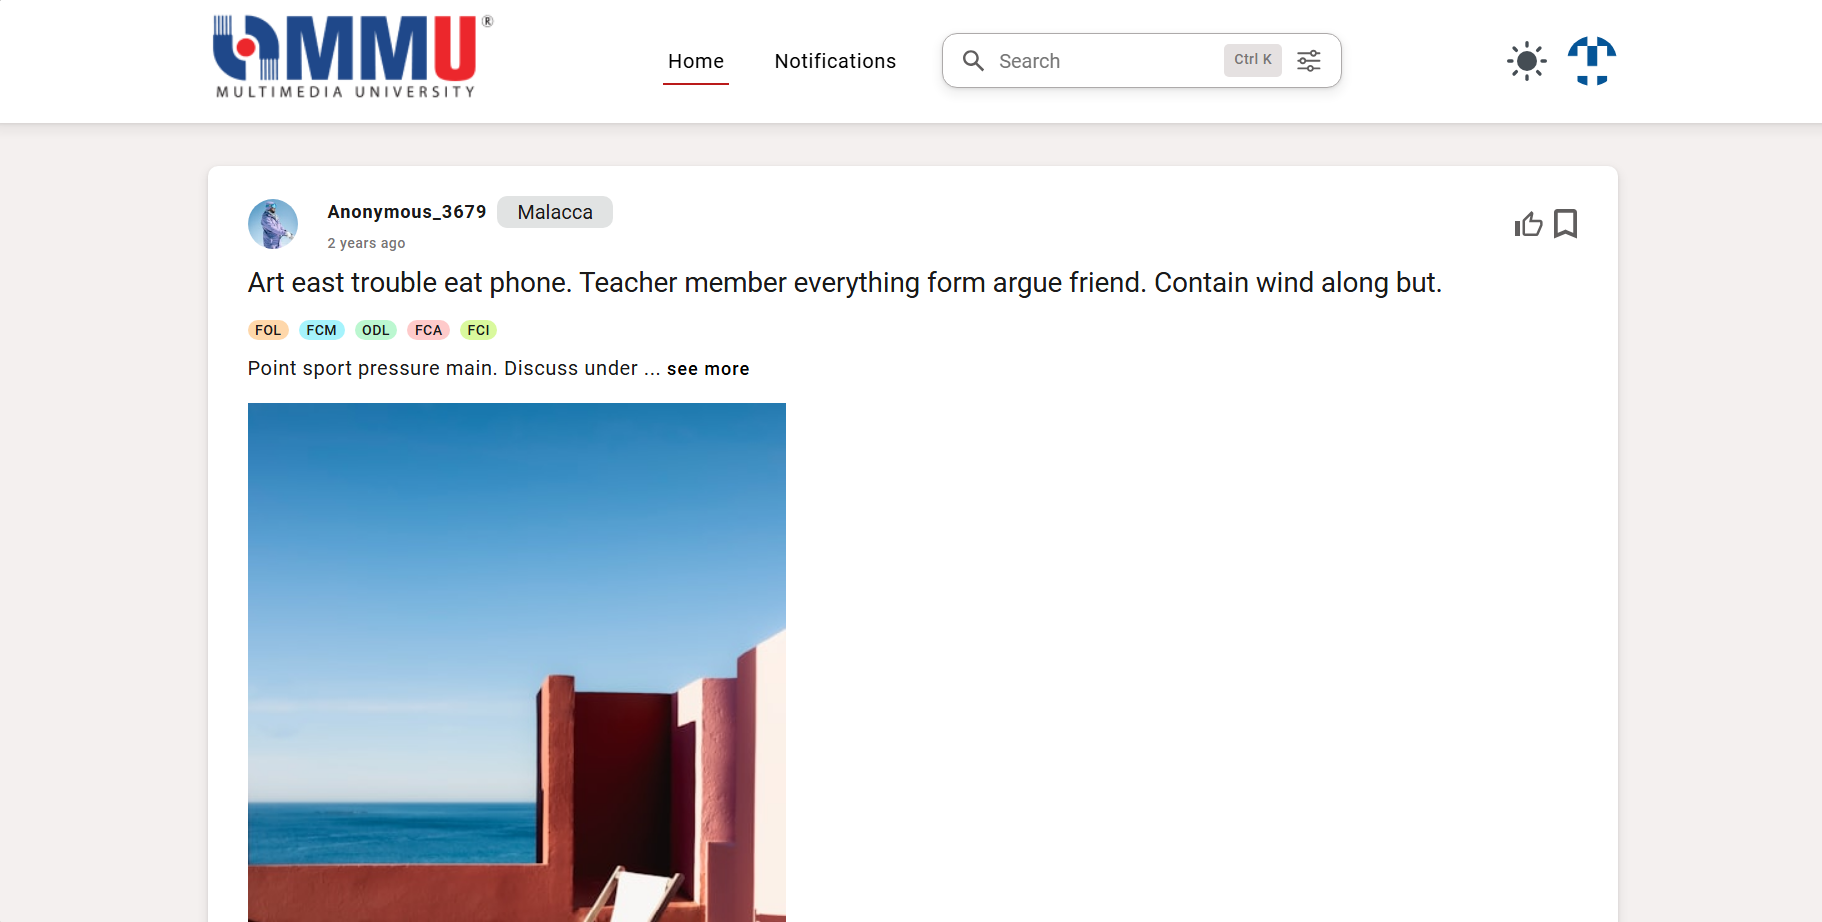 MMU ®
MULTIMEDIA UNIVERSITY
Home Notifications Search Ctrl K
Anonymous_3679 Malacca
2 years ago
Art east trouble eat phone. Teacher member everything form argue friend. Contain wind along but.
FOL FCM ODL FCA FCI
Point sport pressure main. Discuss under ... see more